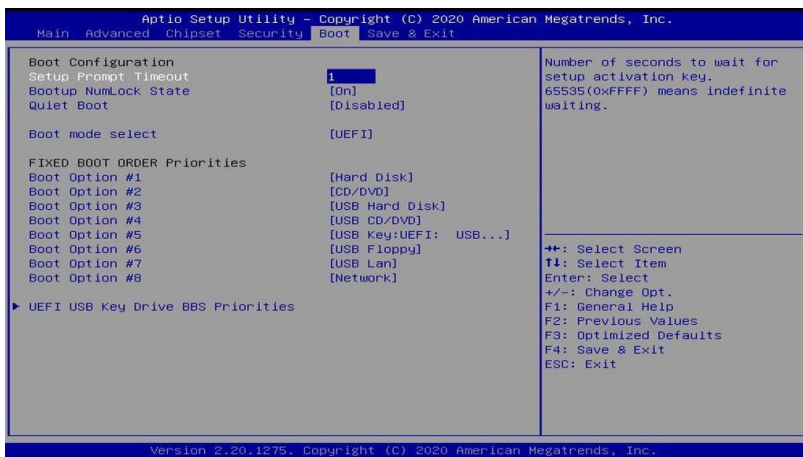 Aptio Setup Utility – Copyright (C) 2020 American Megatrends, Inc.
Main Advanced Chipset Security Boot Save & Exit
Boot Configuration
Setup Prompt Timeout 1
Bootup NumLock State [On]
Quiet Boot [Disabled]
Boot mode select [UEFI]
FIXED BOOT ORDER Priorities
Boot Option #1 [Hard Disk]
Boot Option #2 [CD/DVD]
Boot Option #3 [USB Hard Disk]
Boot Option #4 [USB CD/DVD]
Boot Option #5 [USB Key:UEFI: USB...]
Boot Option #6 [USB Floppy]
Boot Option #7 [USB Lan]
Boot Option #8 [Network]
► UEFI USB Key Drive BBS Priorities
Number of seconds to wait for
setup activation key.
65535(0xFFFF) means indefinite
waiting.
→←: Select Screen
↑↓: Select Item
Enter: Select
+/-: Change Opt.
F1: General Help
F2: Previous Values
F3: Optimized Defaults
F4: Save & Exit
ESC: Exit
Version 2.20.1275. Copyright (C) 2020 American Megatrends, Inc.